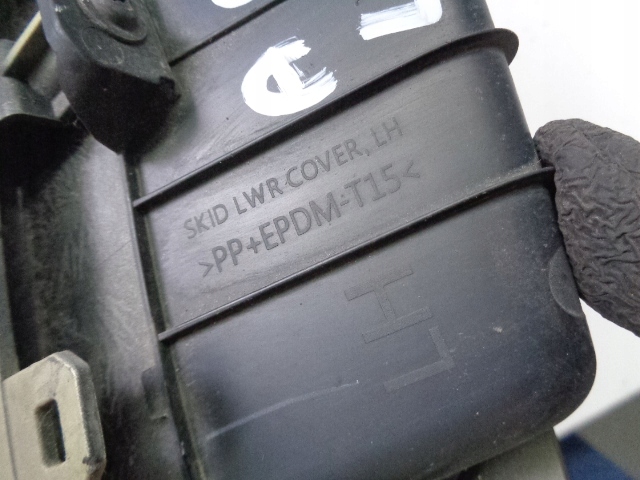 SKID LWR COVER, LH
>PP+EPDM-T15<
LH